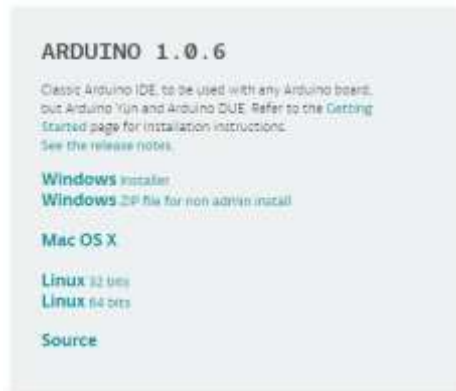 ARDUINO 1.0.6
Classic Arduino IDE, to be used with any Arduino board,
but Arduino Yún and Arduino DUE. Refer to the Getting
Started page for installation instructions.
See the release notes.
Windows Installer
Windows ZIP file for non admin install
Mac OS X
Linux 32 bits
Linux 64 bits
Source